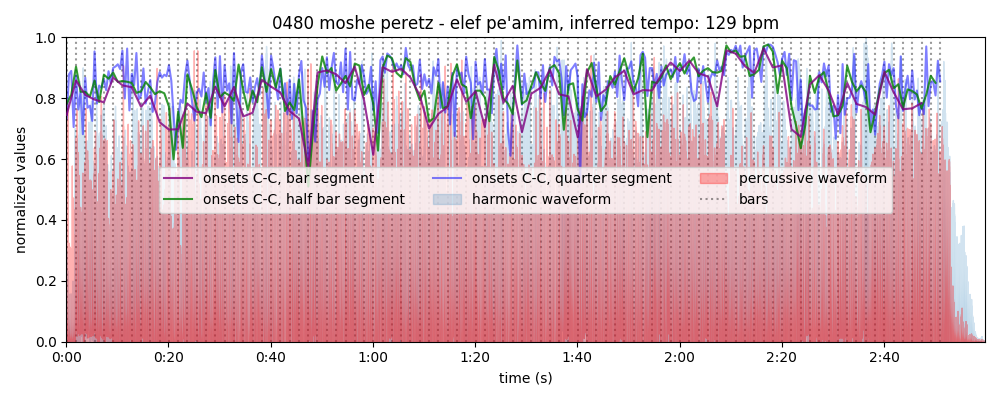 0480 moshe peretz - elef pe'amim, inferred tempo: 129 bpm
1.0
0.8
0.6
0.4
0.2
0.0
normalized values
onsets C-C, bar segment
onsets C-C, half bar segment
onsets C-C, quarter segment
harmonic waveform
percussive waveform
bars
0:00 0:20 0:40 1:00 1:20 1:40 2:00 2:20 2:40
time (s)